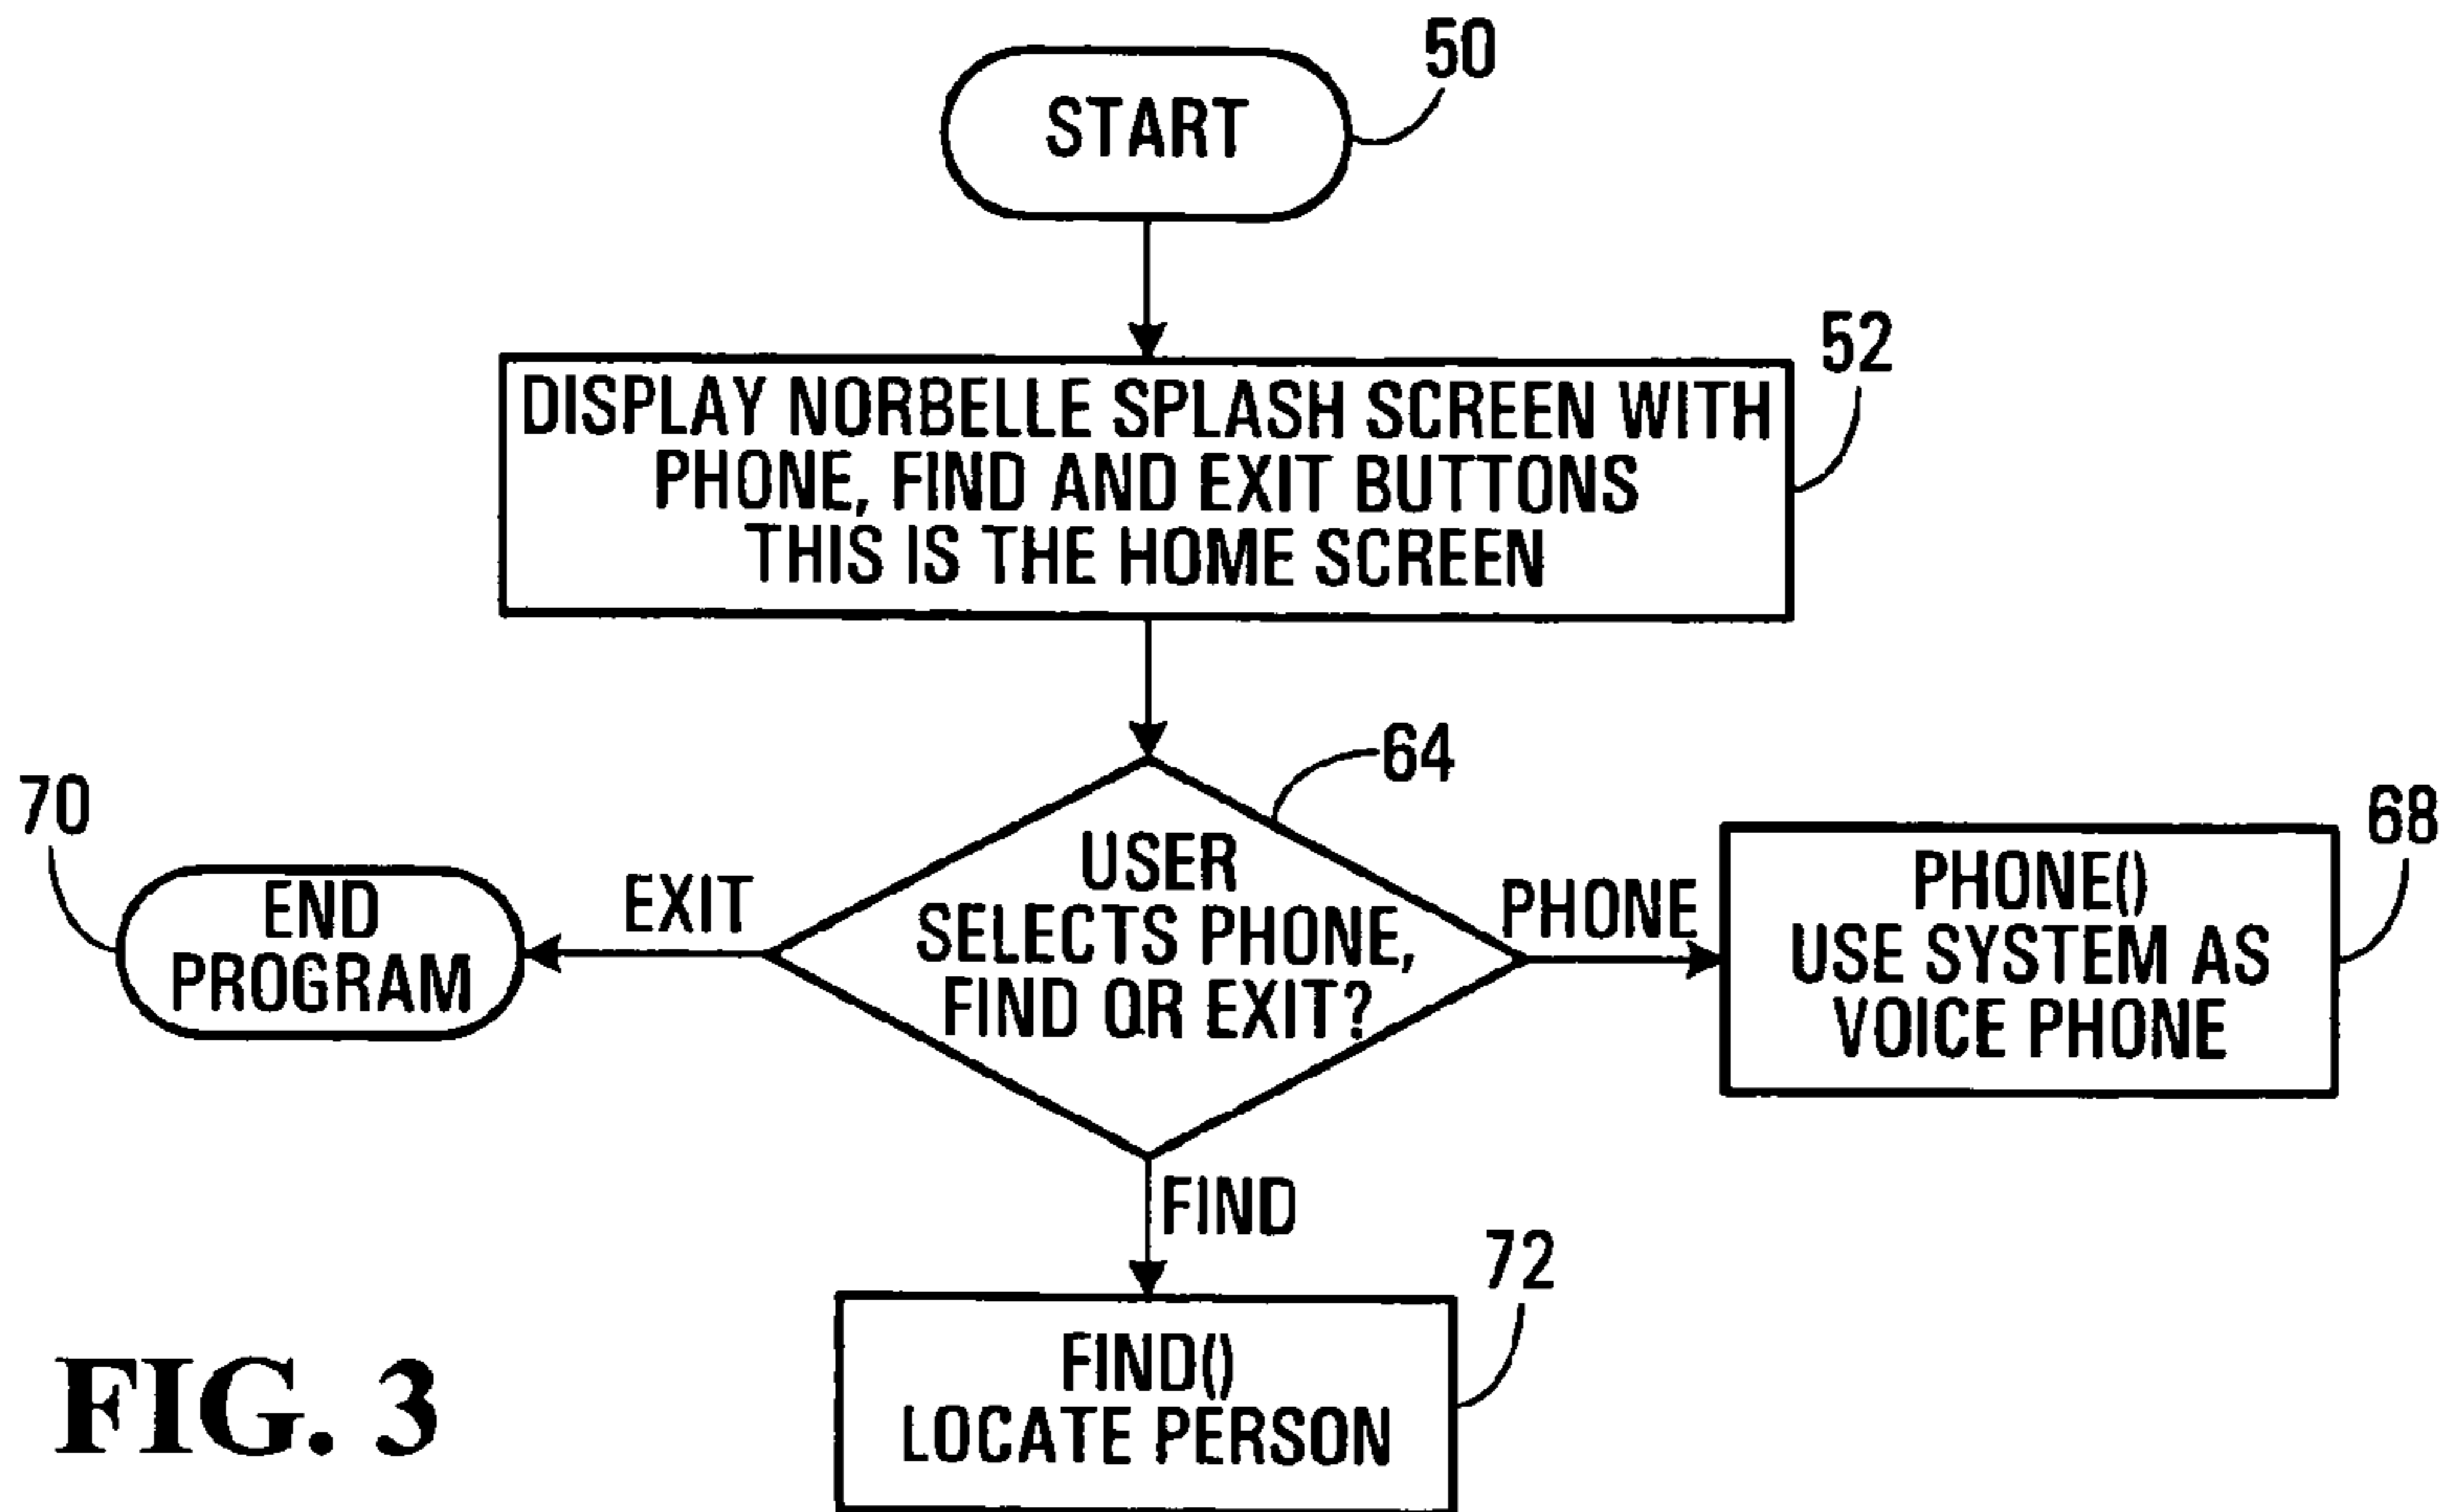 50
START
52
DISPLAY NORBELLE SPLASH SCREEN WITH
PHONE, FIND AND EXIT BUTTONS
THIS IS THE HOME SCREEN
64
70
68
USER
SELECTS PHONE,
FIND OR EXIT?
EXIT
END
PROGRAM
PHONE
PHONE()
USE SYSTEM AS
VOICE PHONE
FIND
72
FIND()
LOCATE PERSON
FIG. 3